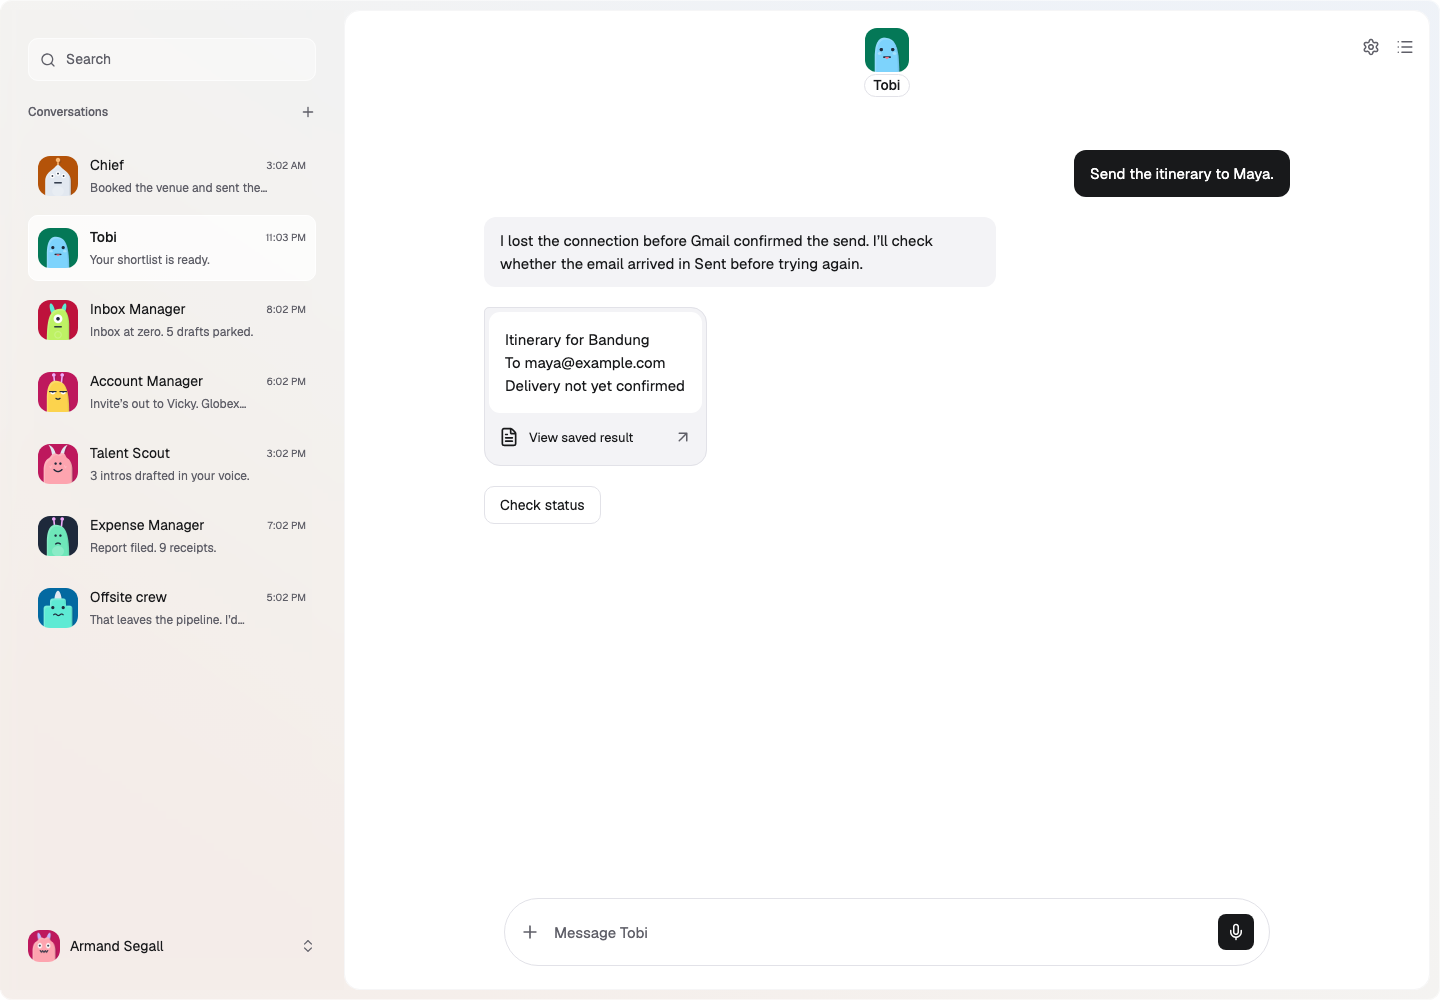 Search
Conversations
Chief
3:02 AM
Booked the venue and sent the...
Tobi
11:03 PM
Your shortlist is ready.
Inbox Manager
8:02 PM
Inbox at zero. 5 drafts parked.
Account Manager
6:02 PM
Invite's out to Vicky. Globex...
Talent Scout
3:02 PM
3 intros drafted in your voice.
Expense Manager
7:02 PM
Report filed. 9 receipts.
Offsite crew
5:02 PM
That leaves the pipeline. I'd...
Armand Segall
Tobi
Send the itinerary to Maya.
I lost the connection before Gmail confirmed the send. I’ll check
whether the email arrived in Sent before trying again.
Itinerary for Bandung
To maya@example.com
Delivery not yet confirmed
View saved result
Check status
Message Tobi